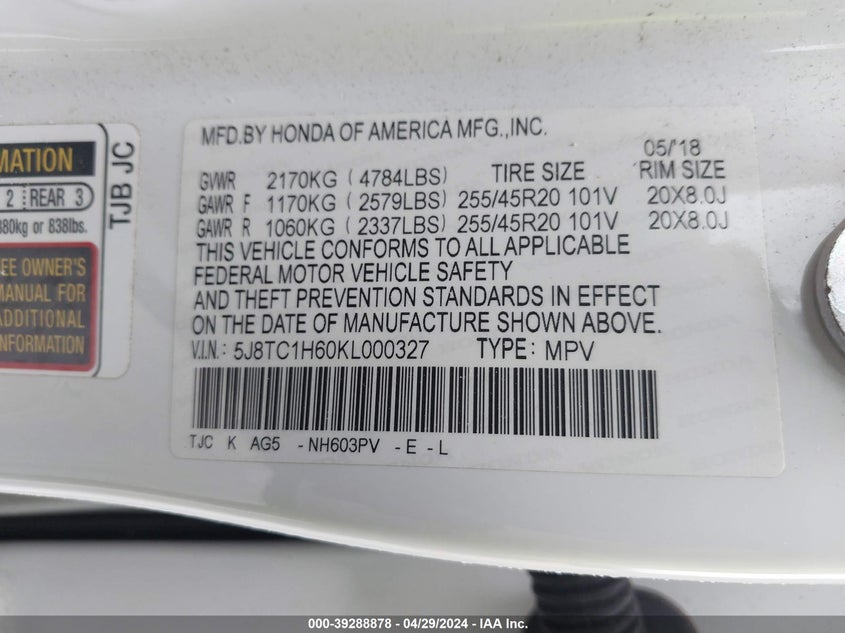 MATION
2 REAR 3
380kg or 838lbs.
EE OWNER'S
MANUAL FOR
ADDITIONAL
NFORMATION
TJB JC
MFD.BY HONDA OF AMERICA MFG.,INC.
05/'18
GVWR 2170KG ( 4784LBS) TIRE SIZE RIM SIZE
GAWR F 1170KG ( 2579LBS) 255/45R20 101V 20X8.0J
GAWR R 1060KG ( 2337LBS) 255/45R20 101V 20X8.0J
THIS VEHICLE CONFORMS TO ALL APPLICABLE
FEDERAL MOTOR VEHICLE SAFETY
AND THEFT PREVENTION STANDARDS IN EFFECT
ON THE DATE OF MANUFACTURE SHOWN ABOVE.
V.I.N.: 5J8TC1H60KL000327 TYPE: MPV
TJC K AG5 -NH603PV -E-L
000-39288878 - 04/29/2024 - IAA Inc.